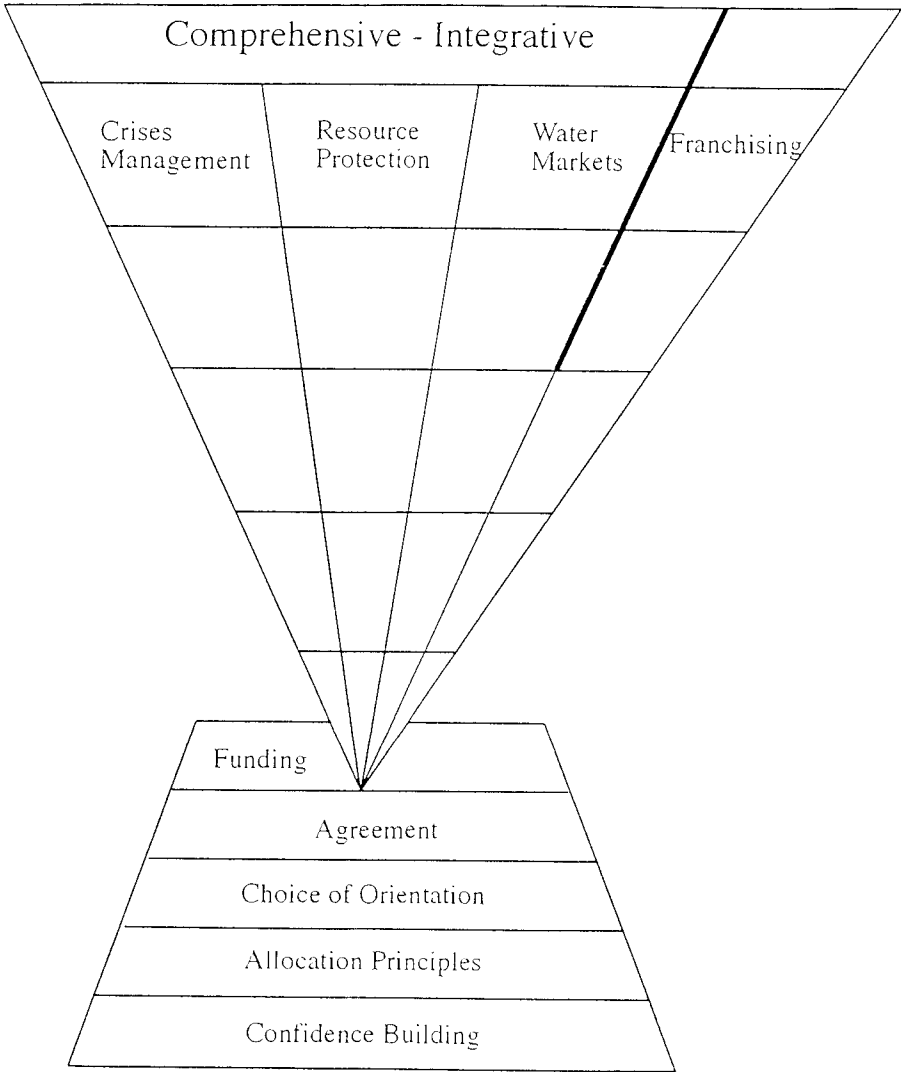 Comprehensive - Integrative
Crises
Management
Resource
Protection
Water
Markets
Franchising
Funding
Agreement
Choice of Orientation
Allocation Principles
Confidence Building